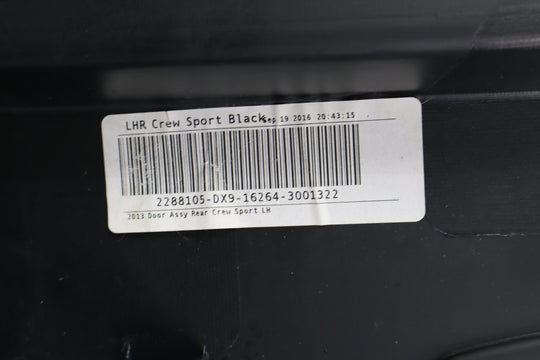 LHR Crew Sport Black Sep 19 2016 20:43:15
2288105-DX9-16264-3001322
2013 Door Assy Rear Crew Sport LH